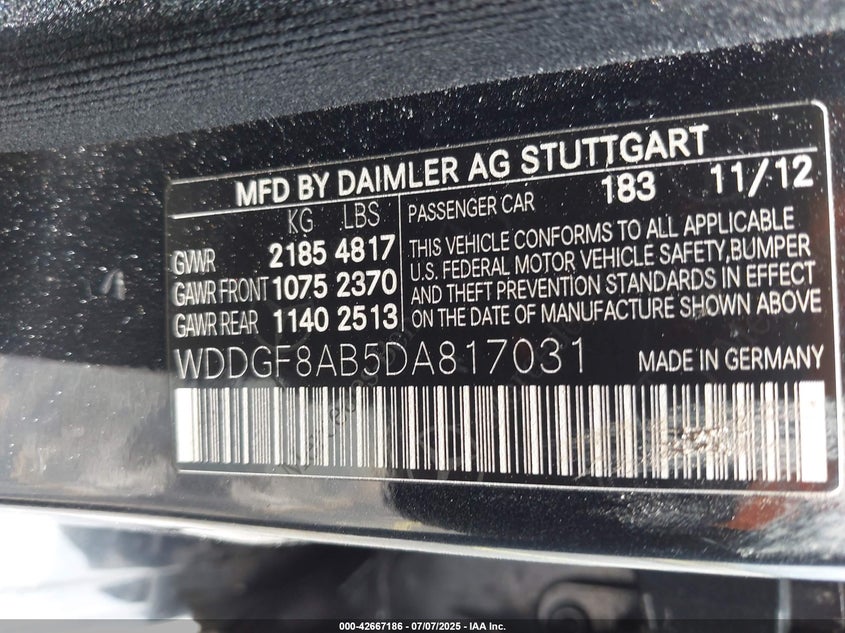 MFD BY DAIMLER AG STUTTGART
KG LBS
GVWR 2185 4817
GAWR FRONT 1075 2370
GAWR REAR 1140 2513
PASSENGER CAR 183 11/12
THIS VEHICLE CONFORMS TO ALL APPLICABLE
U.S. FEDERAL MOTOR VEHICLE SAFETY,BUMPER
AND THEFT PREVENTION STANDARDS IN EFFECT
ON THE DATE OF MANUFACTURE SHOWN ABOVE
WDDGF8AB5DA817031 MADE IN GERMANY
000-42667186 - 07/07/2025 - IAA Inc.